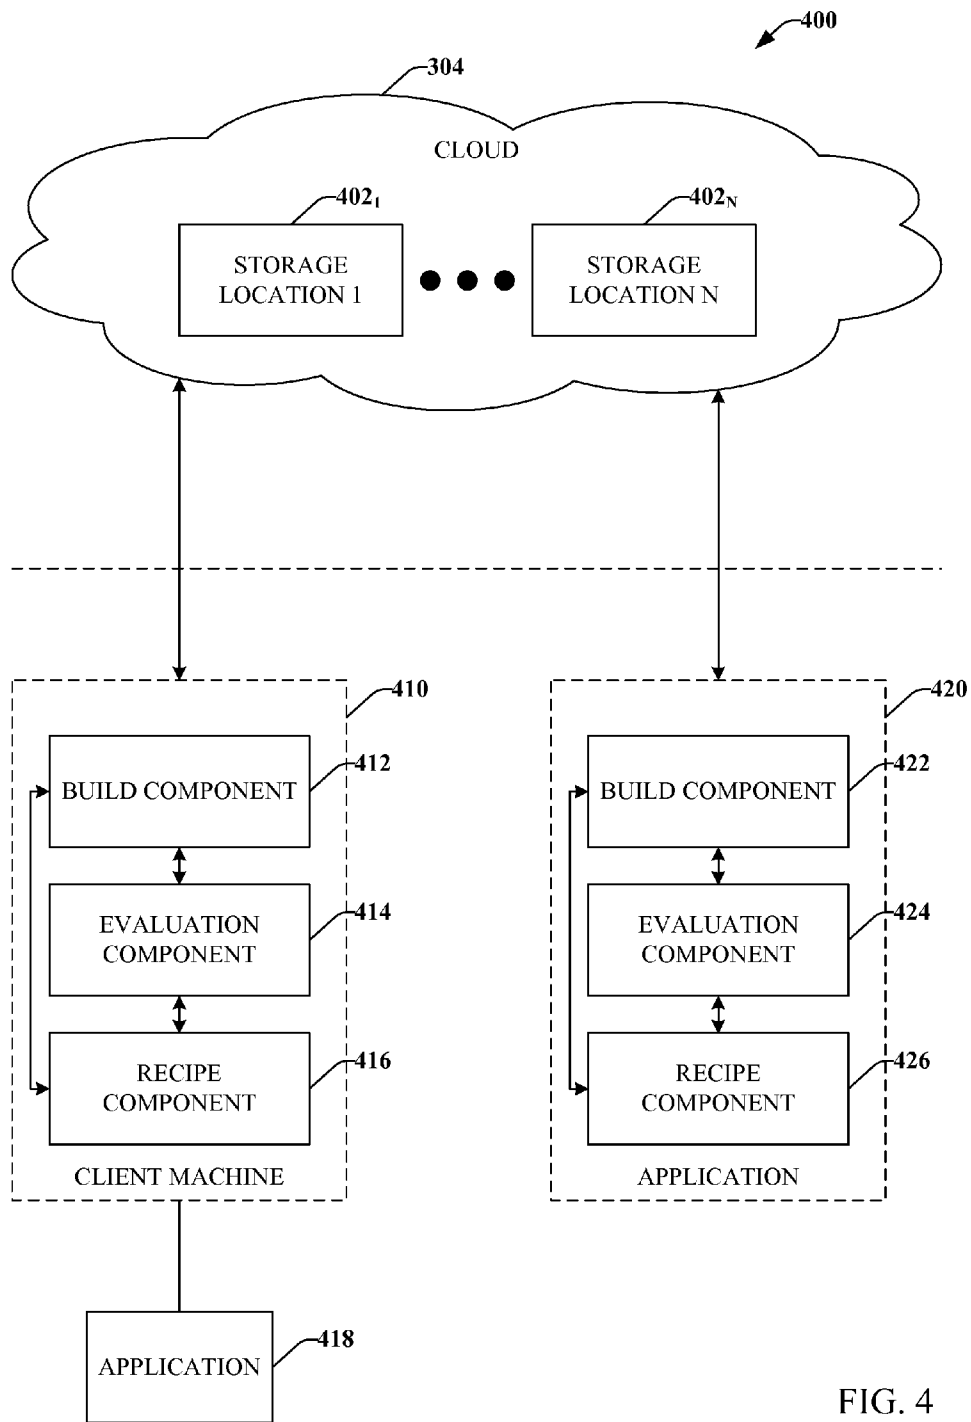 400
304
CLOUD
402₁
402ₙ
STORAGE
LOCATION 1
STORAGE
LOCATION N
410
420
412
BUILD COMPONENT
422
BUILD COMPONENT
414
EVALUATION
COMPONENT
424
EVALUATION
COMPONENT
416
RECIPE
COMPONENT
426
RECIPE
COMPONENT
CLIENT MACHINE
APPLICATION
418
APPLICATION
FIG. 4